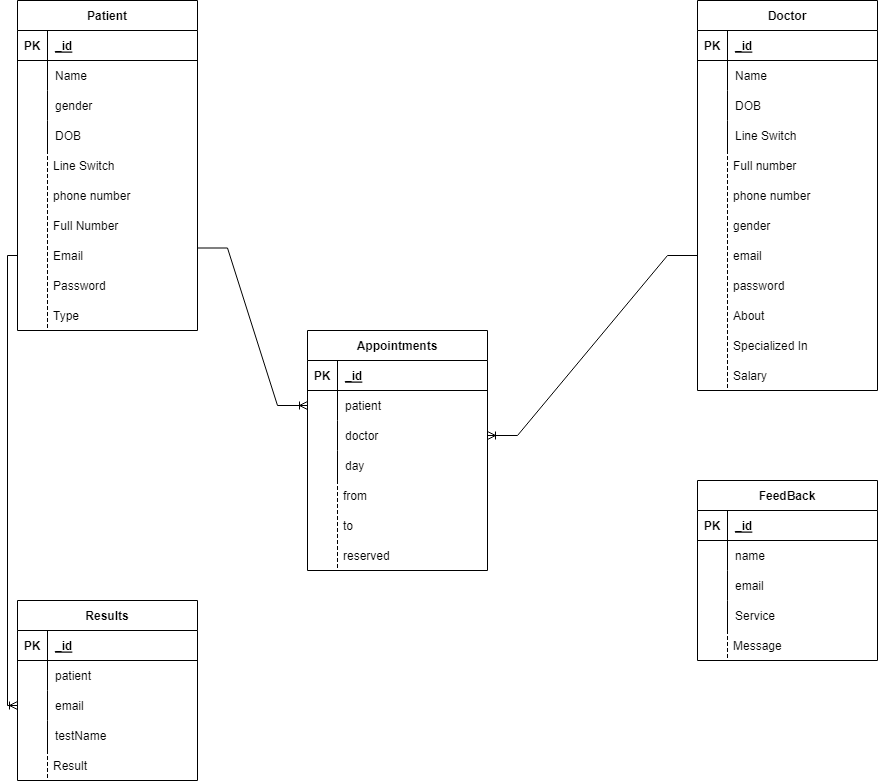 Patient
PK _id
Name
gender
DOB
Line Switch
phone number
Full Number
Email
Password
Type
Doctor
PK _id
Name
DOB
Line Switch
Full number
phone number
gender
email
password
About
Specialized In
Salary
Appointments
PK _id
patient
doctor
day
from
to
reserved
FeedBack
PK _id
name
email
Service
Message
Results
PK _id
patient
email
testName
Result